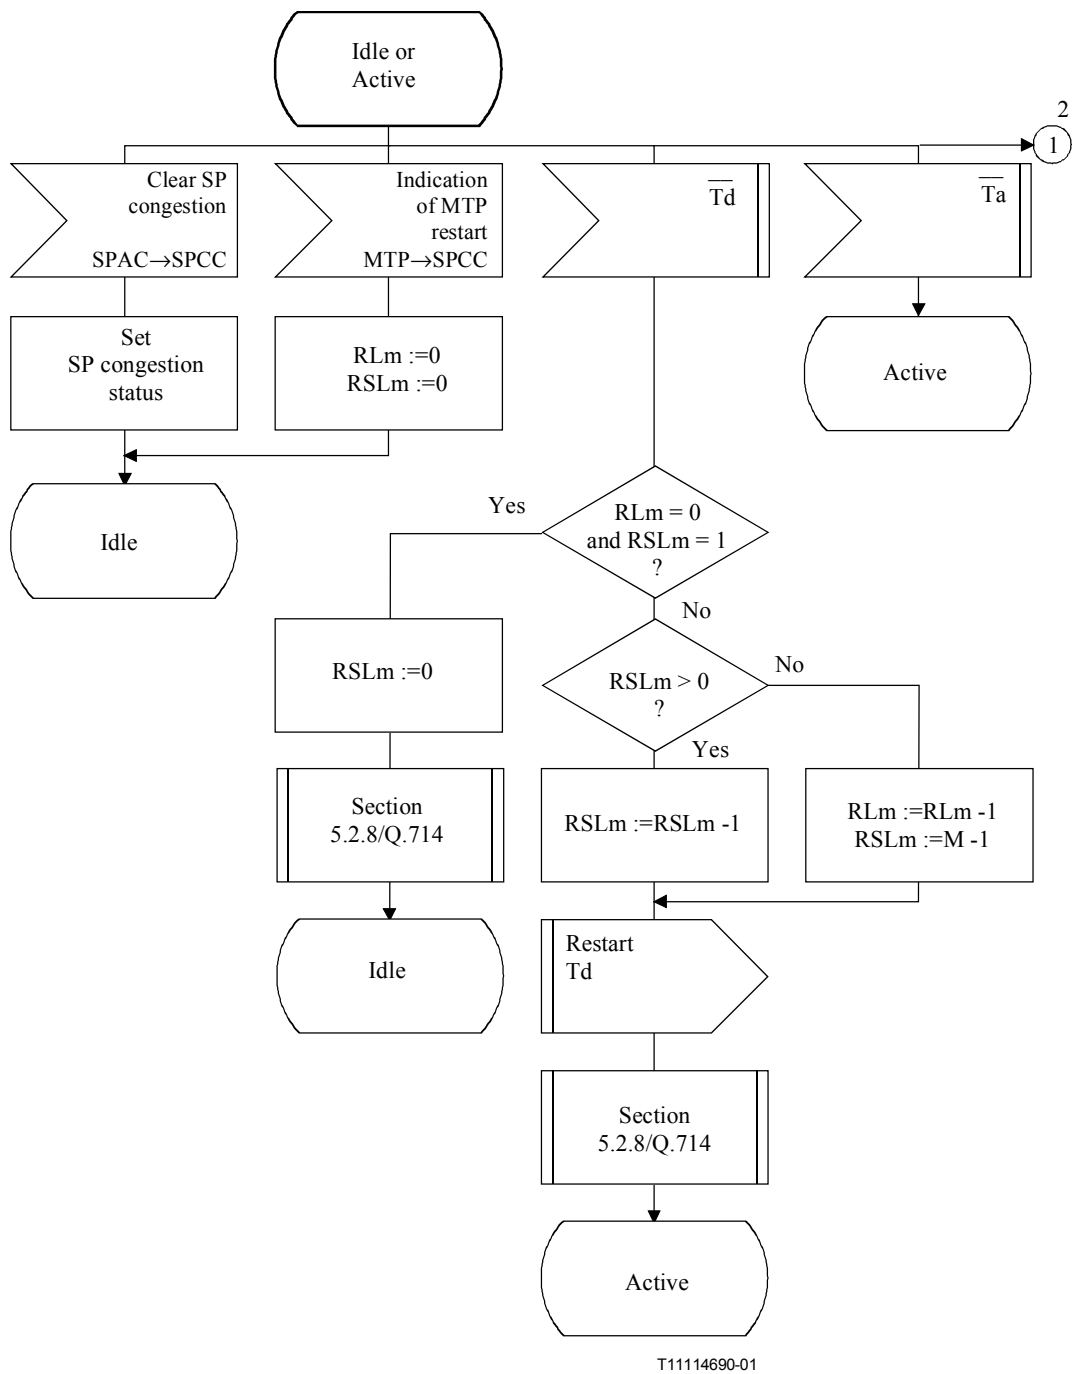 Idle or
Active
2
1
Clear SP
congestion
SPAC→SPCC
Indication
of MTP
restart
MTP→SPCC
Td
Ta
Set
SP congestion
status
RLm :=0
RSLm :=0
Active
Idle
Yes
RLm = 0
and RSLm = 1
?
No
RSLm :=0
RSLm > 0
?
No
Yes
Section
5.2.8/Q.714
RSLm :=RSLm -1
RLm :=RLm -1
RSLm :=M -1
Idle
Restart
Td
Section
5.2.8/Q.714
Active
T11114690-01